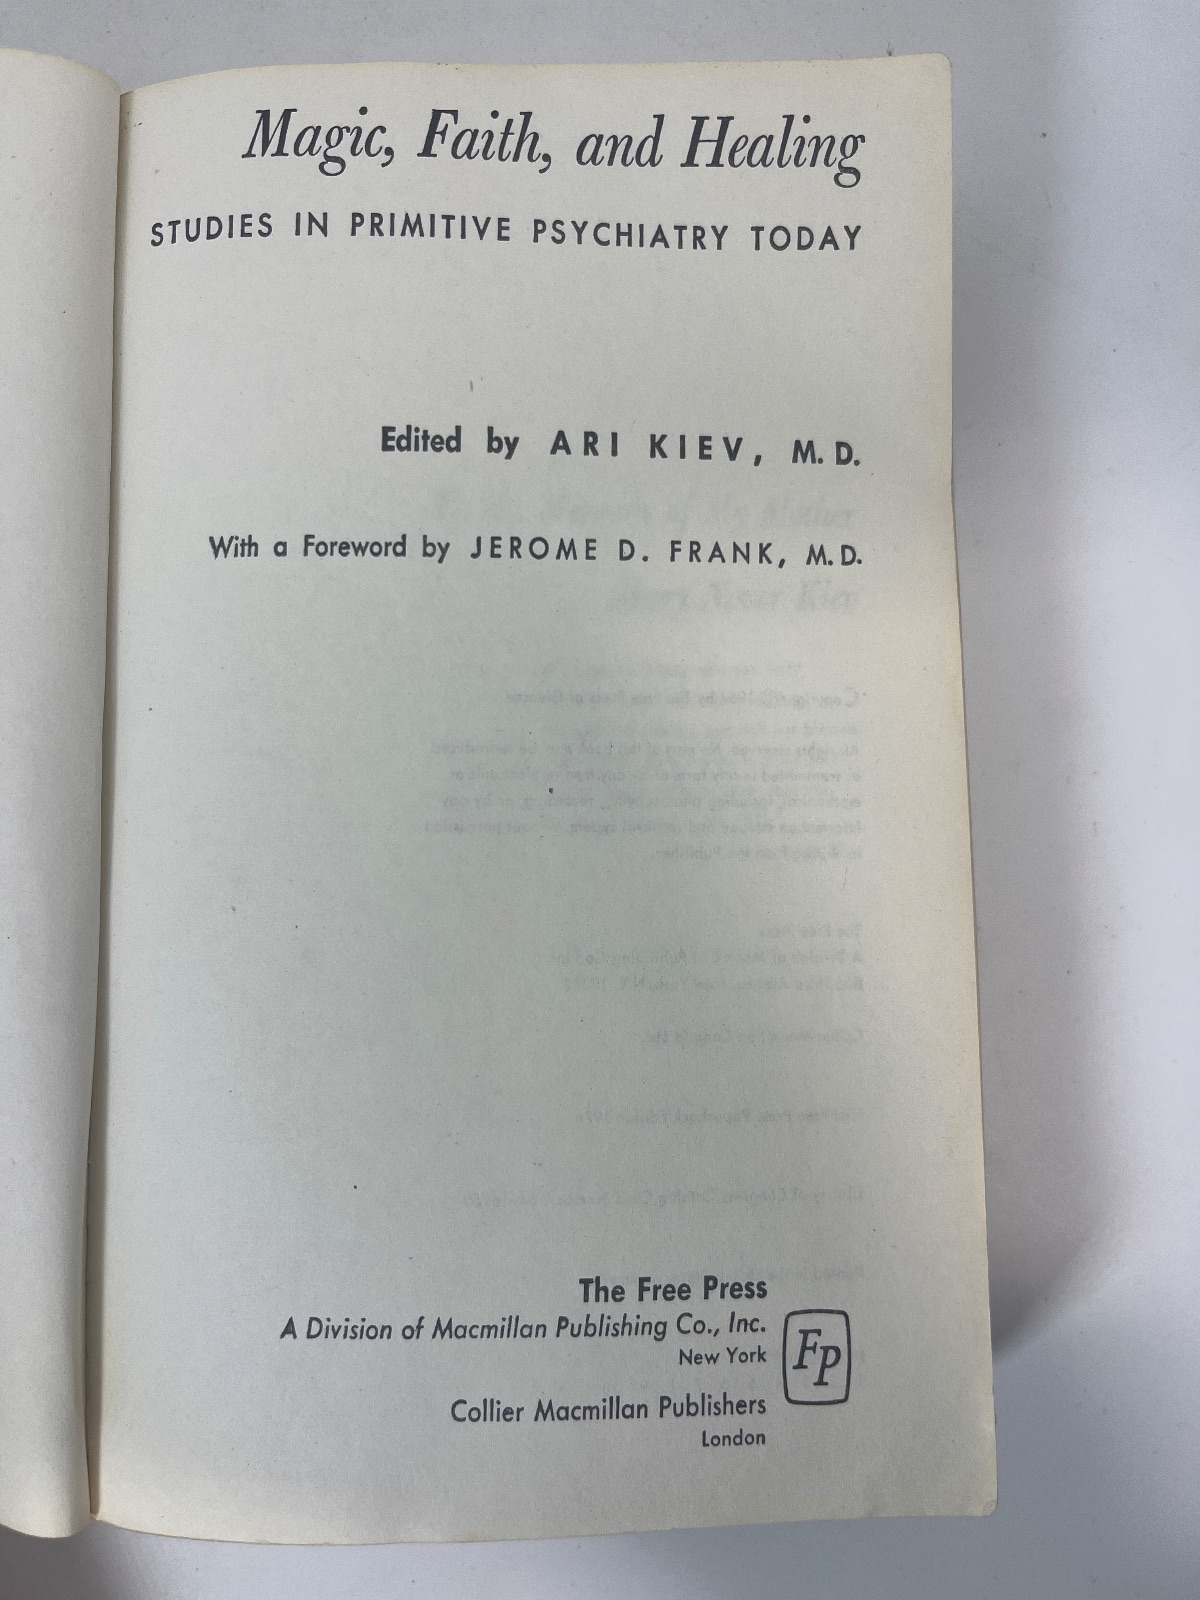 Magic, Faith, and Healing
STUDIES IN PRIMITIVE PSYCHIATRY TODAY
Edited by ARI KIEV, M.D.
With a Foreword by JEROME D. FRANK, M.D.
The Free Press
A Division of Macmillan Publishing Co., Inc.
New York
FP
Collier Macmillan Publishers
London